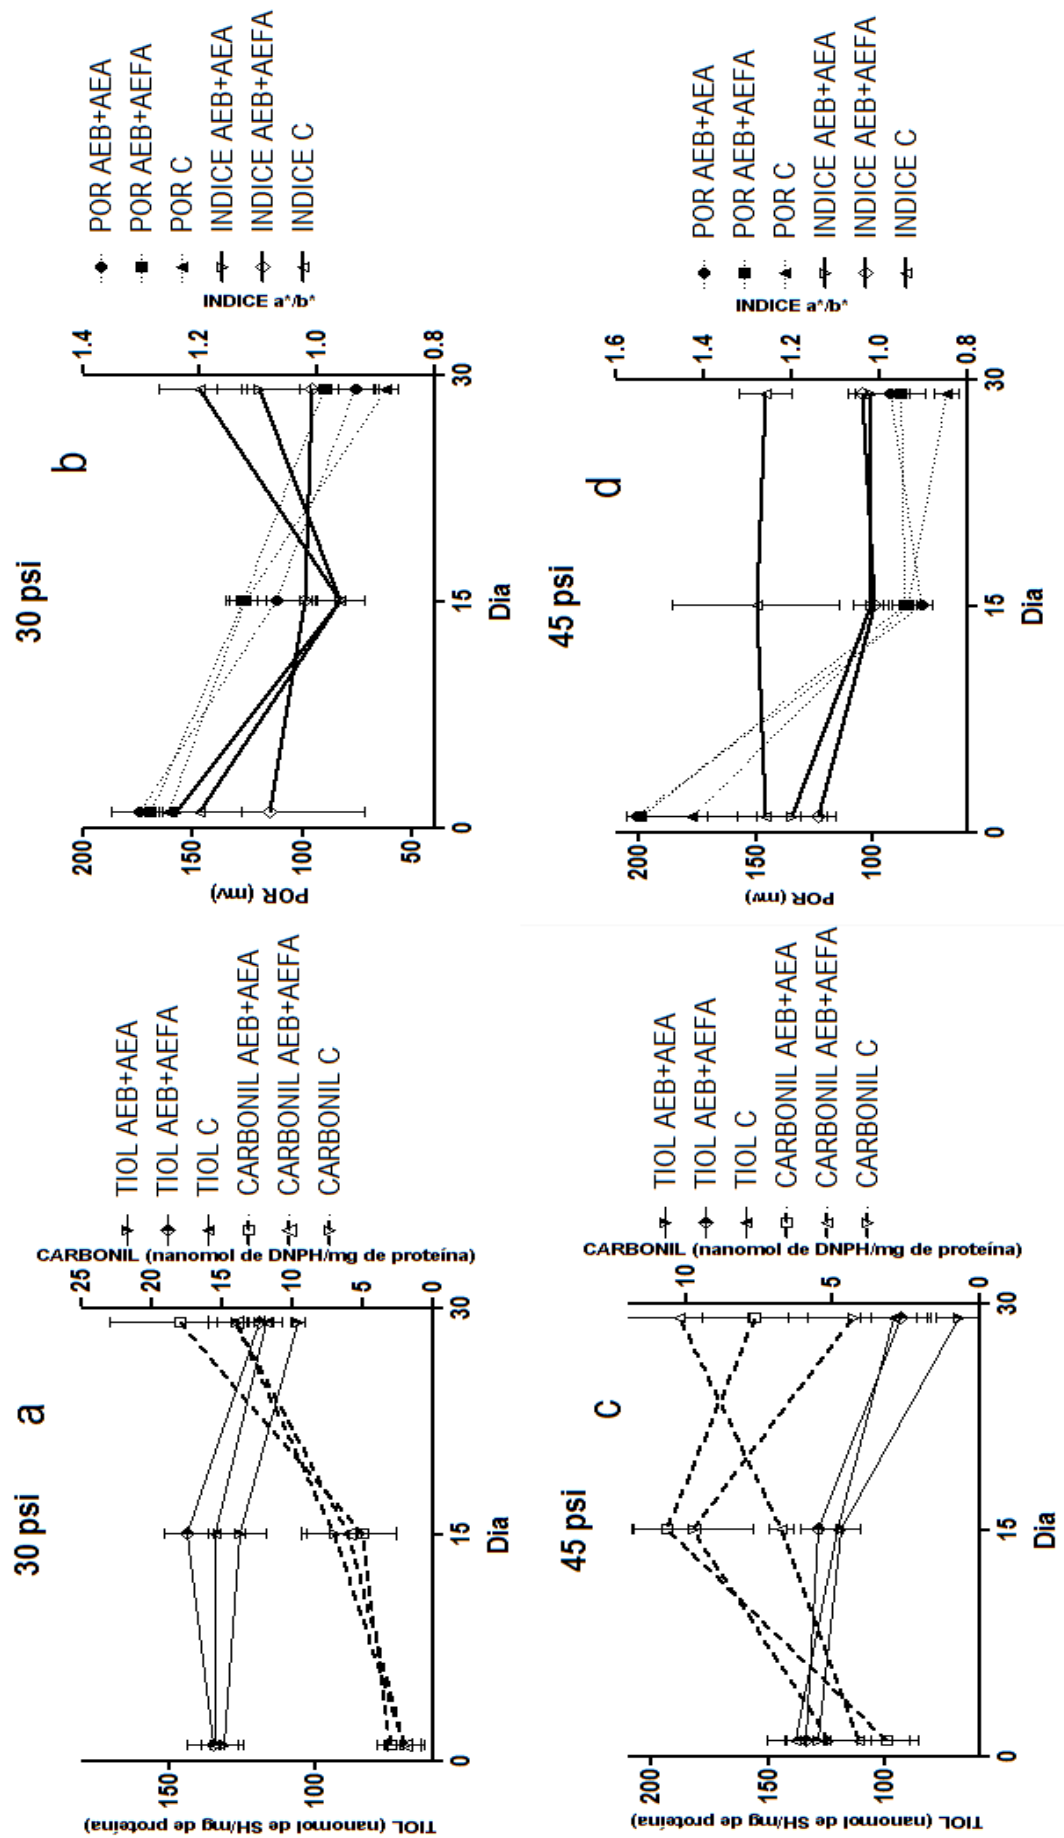 30 psi
a
TIOL (nanomol de SH/mg de proteína)
150
100
0
15
30
Dia
25
20
15
10
5
0
CARBONIL (nanomol de DNPH/mg de proteína)
TIOL AEB+AEA
TIOL AEB+AEFA
TIOL C
CARBONIL AEB+AEA
CARBONIL AEB+AEFA
CARBONIL C
30 psi
b
POR (mv)
200
150
100
50
0
15
30
Dia
1.4
1.2
1.0
0.8
INDICE a*/b*
POR AEB+AEA
POR AEB+AEFA
POR C
INDICE AEB+AEA
INDICE AEB+AEFA
INDICE C
45 psi
c
TIOL (nanomol de SH/mg de proteína)
200
150
100
0
15
30
Dia
10
5
0
CARBONIL (nanomol de DNPH/mg de proteína)
TIOL AEB+AEA
TIOL AEB+AEFA
TIOL C
CARBONIL AEB+AEA
CARBONIL AEB+AEFA
CARBONIL C
45 psi
d
POR (mv)
200
150
100
0
15
30
Dia
1.6
1.4
1.2
1.0
0.8
INDICE a*/b*
POR AEB+AEA
POR AEB+AEFA
POR C
INDICE AEB+AEA
INDICE AEB+AEFA
INDICE C